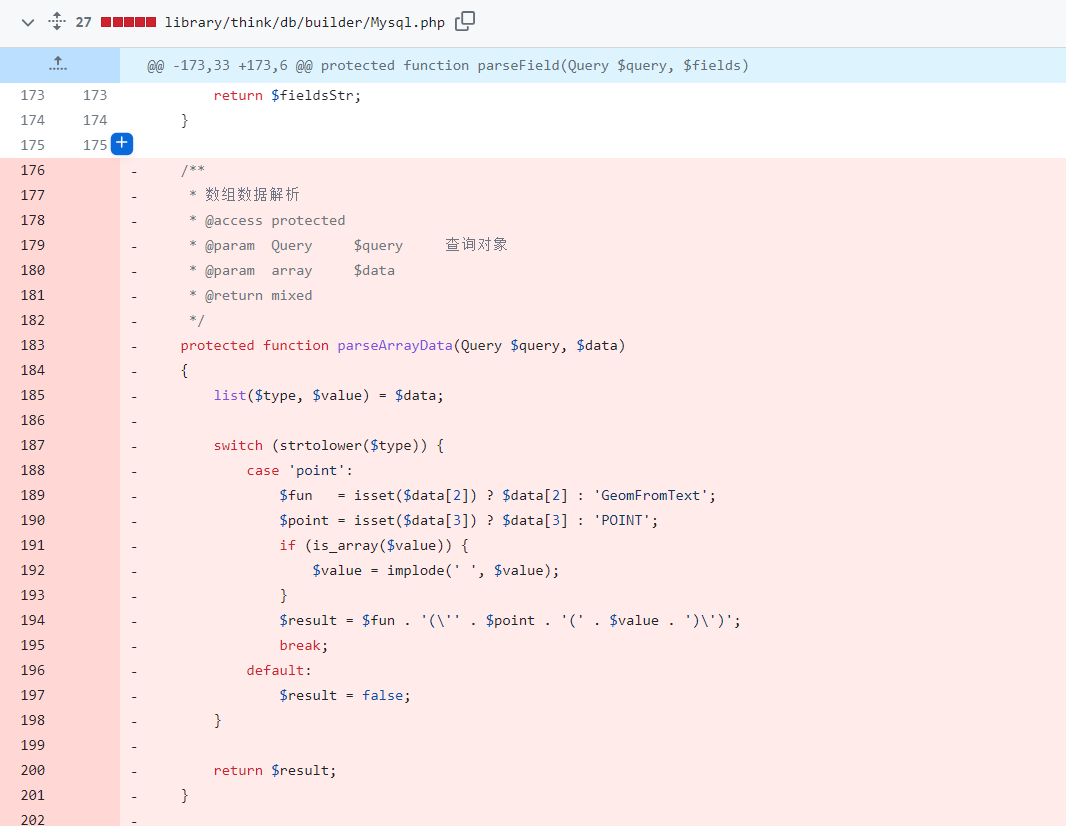 27 library/think/db/builder/Mysql.php
@@ -173,33 +173,6 @@ protected function parseField(Query $query, $fields)
173 173 return $fieldsStr;
174 174 }
175 175 +
176 - /**
177 - * 数组数据解析
178 - * @access protected
179 - * @param Query $query 查询对象
180 - * @param array $data
181 - * @return mixed
182 - */
183 - protected function parseArrayData(Query $query, $data)
184 - {
185 - list($type, $value) = $data;
186 -
187 - switch (strtolower($type)) {
188 - case 'point':
189 - $fun = isset($data[2]) ? $data[2] : 'GeomFromText';
190 - $point = isset($data[3]) ? $data[3] : 'POINT';
191 - if (is_array($value)) {
192 - $value = implode(' ', $value);
193 - }
194 - $result = $fun . '(\'' . $point . '(' . $value . ')\')';
195 - break;
196 - default:
197 - $result = false;
198 - }
199 -
200 - return $result;
201 - }
202 -